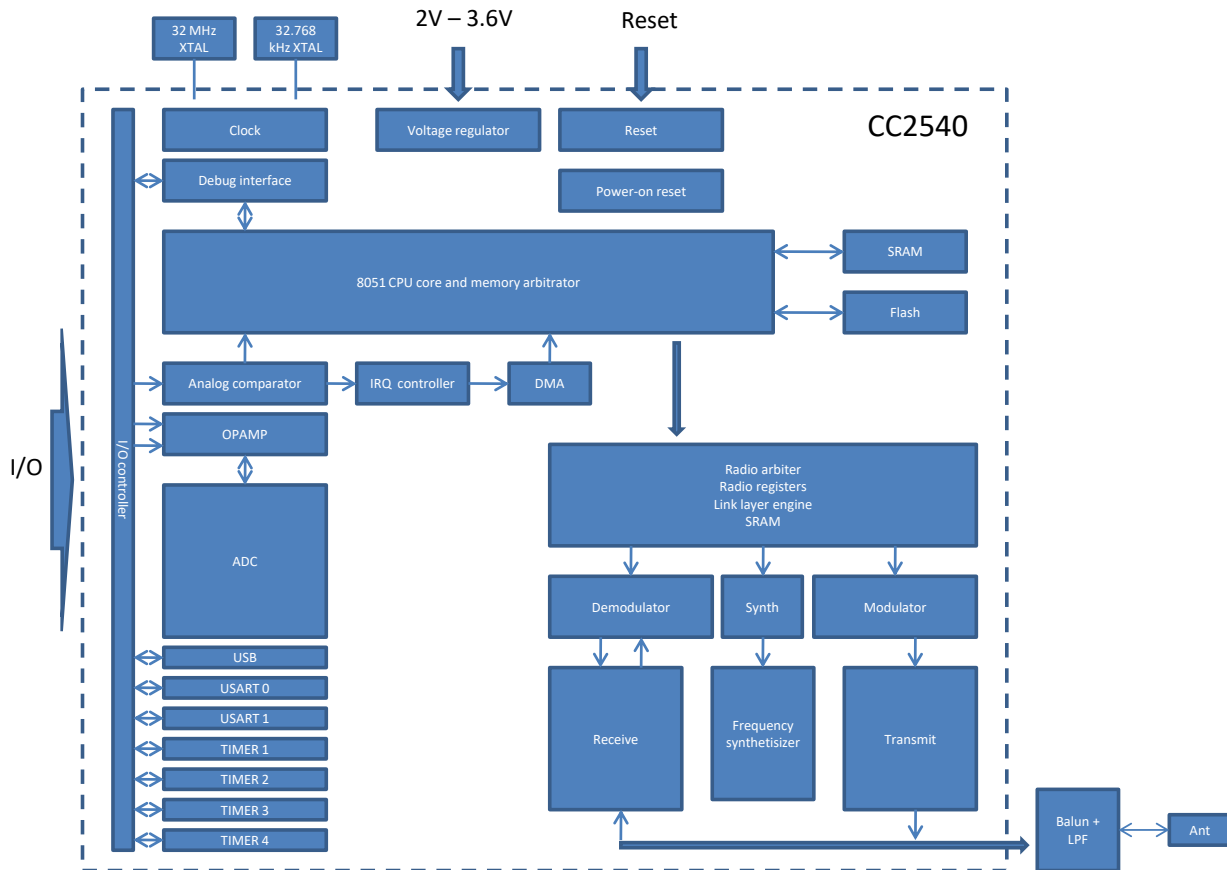 32 MHz
XTAL
32.768
kHz XTAL
2V – 3.6V
Reset
Clock
Voltage regulator
Reset
CC2540
Debug interface
Power-on reset
8051 CPU core and memory arbitrator
SRAM
Flash
Analog comparator
IRQ controller
DMA
OPAMP
I/O
I/O controller
ADC
Radio arbiter
Radio registers
Link layer engine
SRAM
Demodulator
Synth
Modulator
USB
USART 0
USART 1
TIMER 1
TIMER 2
TIMER 3
TIMER 4
Receive
Frequency
synthetisizer
Transmit
Balun +
LPF
Ant